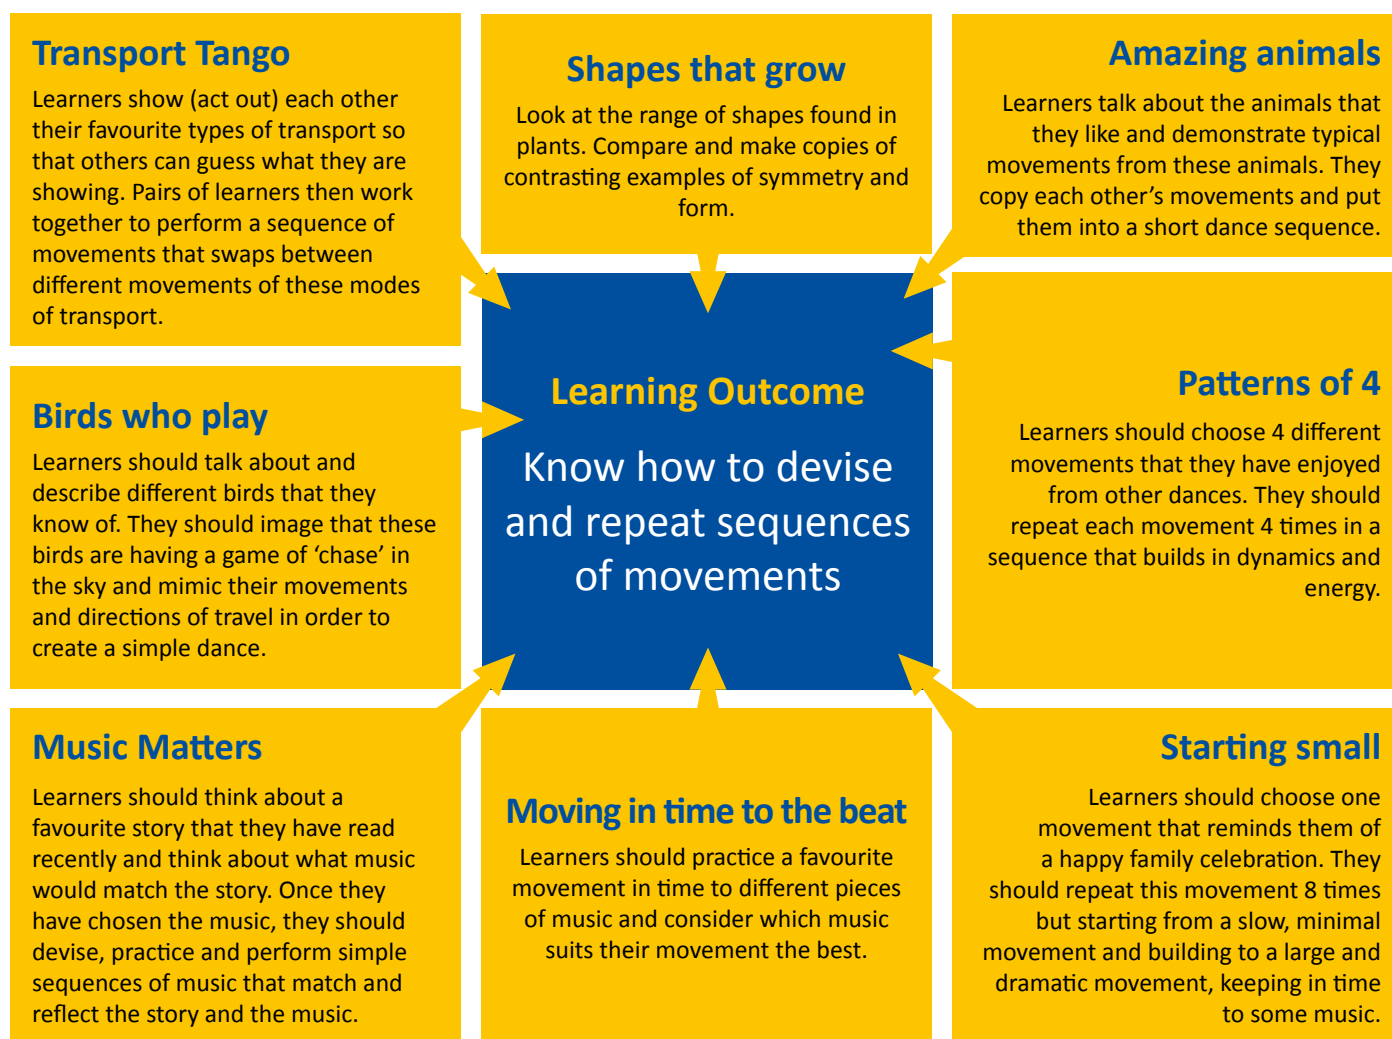 Transport Tango
Learners show (act out) each other
their favourite types of transport so
that others can guess what they are
showing. Pairs of learners then work
together to perform a sequence of
movements that swaps between
different movements of these modes
of transport.
Shapes that grow
Look at the range of shapes found in
plants. Compare and make copies of
contrasting examples of symmetry and
form.
Amazing animals
Learners talk about the animals that
they like and demonstrate typical
movements from these animals. They
copy each other’s movements and put
them into a short dance sequence.
Birds who play
Learners should talk about and
describe different birds that they
know of. They should image that these
birds are having a game of ‘chase’ in
the sky and mimic their movements
and directions of travel in order to
create a simple dance.
Learning Outcome
Know how to devise
and repeat sequences
of movements
Patterns of 4
Learners should choose 4 different
movements that they have enjoyed
from other dances. They should
repeat each movement 4 times in a
sequence that builds in dynamics and
energy.
Music Matters
Learners should think about a
favourite story that they have read
recently and think about what music
would match the story. Once they
have chosen the music, they should
devise, practice and perform simple
sequences of music that match and
reflect the story and the music.
Moving in time to the beat
Learners should practice a favourite
movement in time to different pieces
of music and consider which music
suits their movement the best.
Starting small
Learners should choose one
movement that reminds them of
a happy family celebration. They
should repeat this movement 8 times
but starting from a slow, minimal
movement and building to a large and
dramatic movement, keeping in time
to some music.